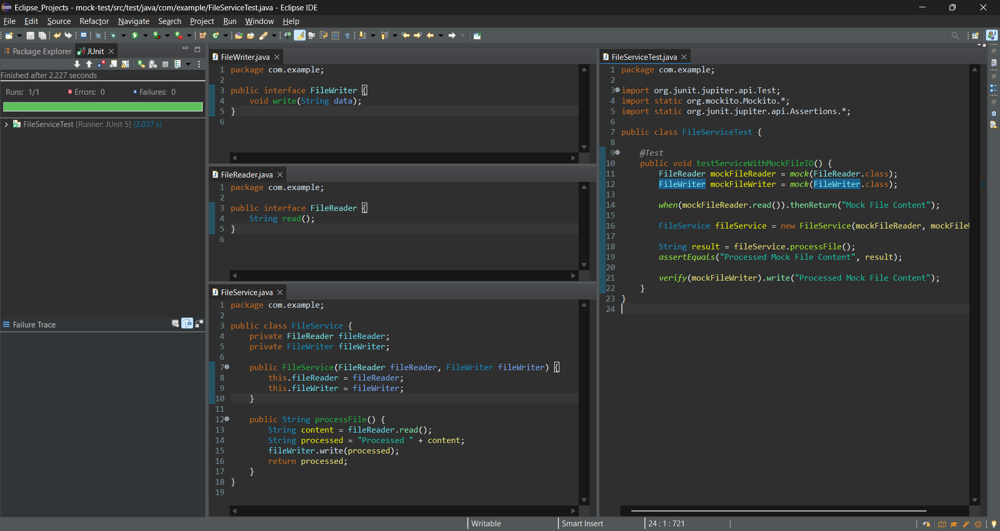 Eclipse_Projects - mock-test/src/test/java/com/example/FileServiceTest.java - Eclipse IDE
File Edit Source Refactor Navigate Search Project Run Window Help
Package Explorer JUnit
Finished after 2.227 seconds
Runs: 1/1 Errors: 0 Failures: 0
FileServiceTest [Runner: JUnit 5] (2.037 s)
Failure Trace
FileWriter.java
1 package com.example;
2
3 public interface FileWriter {
4     void write(String data);
5 }
6
FileReader.java
1 package com.example;
2
3 public interface FileReader {
4     String read();
5 }
6
FileService.java
1 package com.example;
2
3 public class FileService {
4     private FileReader fileReader;
5     private FileWriter fileWriter;
6
7     public FileService(FileReader fileReader, FileWriter fileWriter) {
8         this.fileReader = fileReader;
9         this.fileWriter = fileWriter;
10     }
11
12     public String processFile() {
13         String content = fileReader.read();
14         String processed = "Processed " + content;
15         fileWriter.write(processed);
16         return processed;
17     }
18 }
19
FileServiceTest.java
1 package com.example;
2
3 import org.junit.jupiter.api.Test;
4 import static org.mockito.Mockito.*;
5 import static org.junit.jupiter.api.Assertions.*;
6
7 public class FileServiceTest {
8
9     @Test
10     public void testServiceWithMockFileIO() {
11         FileReader mockFileReader = mock(FileReader.class);
12         FileWriter mockFileWriter = mock(FileWriter.class);
13
14         when(mockFileReader.read()).thenReturn("Mock File Content");
15
16         FileService fileService = new FileService(mockFileReader, mockFile
17
18         String result = fileService.processFile();
19         assertEquals("Processed Mock File Content", result);
20
21         verify(mockFileWriter).write("Processed Mock File Content");
22     }
23 }
24
Writable Smart Insert 24 : 1 : 721